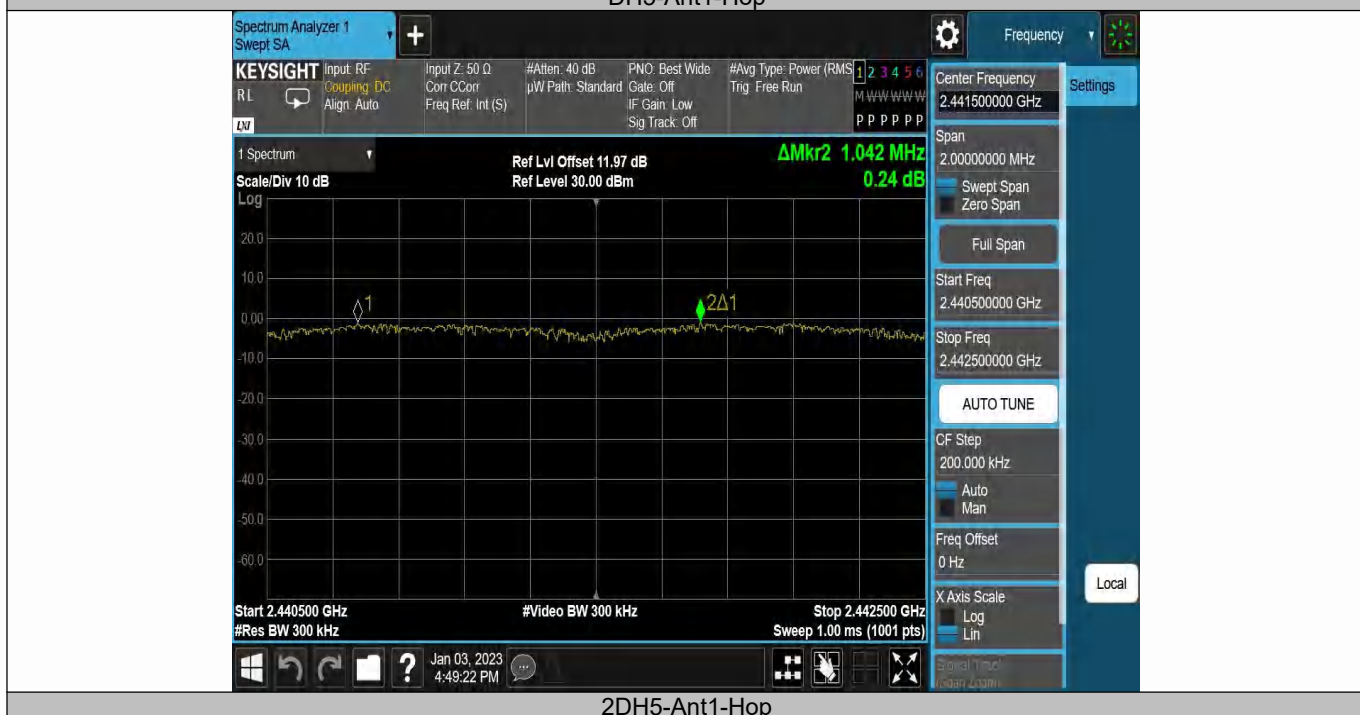 DH5-Ant1-Hop
Spectrum Analyzer 1
Swept SA
Frequency
KEYSIGHT
Input: RF
Input Z: 50 Ω
#Atten: 40 dB
PNO: Best Wide
#Avg Type: Power (RMS
1 2 3 4 5 6
R L
Coupling: DC
Corr CCorr
µW Path: Standard
Gate: Off
Trig: Free Run
M W W W W W
Align: Auto
Freq Ref: Int (S)
IF Gain: Low
LXI
Sig Track: Off
P P P P P P
1 Spectrum
Ref Lvl Offset 11.97 dB
ΔMkr2 1.042 MHz
Scale/Div 10 dB
Ref Level 30.00 dBm
0.24 dB
Log
20.0
10.0
0.00
-10.0
-20.0
-30.0
-40.0
-50.0
-60.0
1
2Δ1
Start 2.440500 GHz
#Video BW 300 kHz
Stop 2.442500 GHz
#Res BW 300 kHz
Sweep 1.00 ms (1001 pts)
Center Frequency
2.441500000 GHz
Settings
Span
2.00000000 MHz
Swept Span
Zero Span
Full Span
Start Freq
2.440500000 GHz
Stop Freq
2.442500000 GHz
AUTO TUNE
CF Step
200.000 kHz
Auto
Man
Freq Offset
0 Hz
Local
X Axis Scale
Log
Lin
Signal Track
(Span Zoom)
?
Jan 03, 2023
4:49:22 PM
2DH5-Ant1-Hop